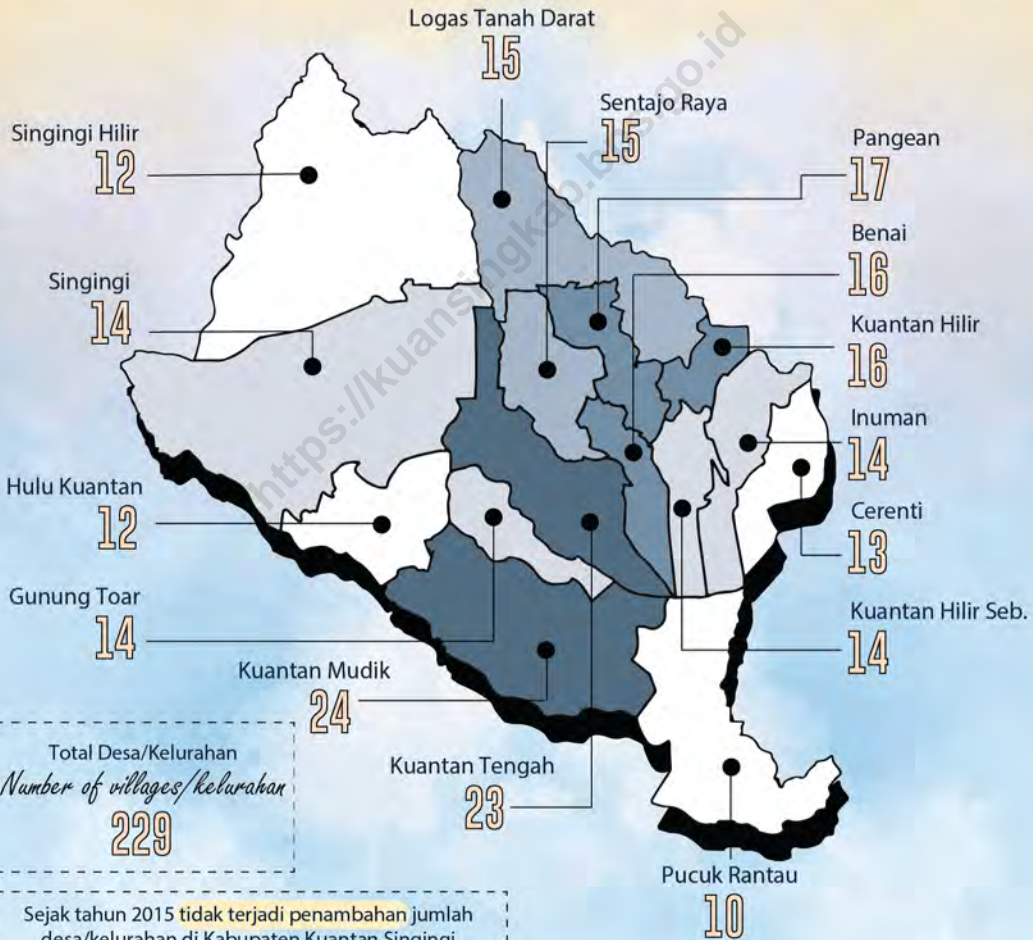 Logas Tanah Darat
15
Sentajo Raya
15
Pangean
17
Singingi Hilir
12
Benai
16
Singingi
14
Kuantan Hilir
16
Inuman
14
Hulu Kuantan
12
Cerenti
13
Gunung Toar
14
Kuantan Hilir Seb.
14
Kuantan Mudik
24
Kuantan Tengah
23
Total Desa/Kelurahan
Number of villages/kelurahan
229
Pucuk Rantau
10
Sejak tahun 2015 tidak terjadi penambahan jumlah
desa/kelurahan di Kabupaten Kuantan Singingi
https://kuansingkab.bps.go.id